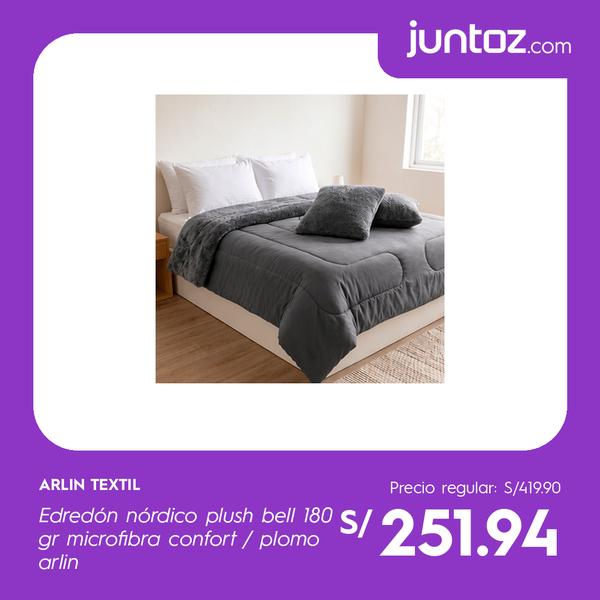 juntoz.com
ARLIN TEXTIL
Edredón nórdico plush bell 180
gr microfibra confort / plomo
arlin
Precio regular: S/419.90
S/ 251.94